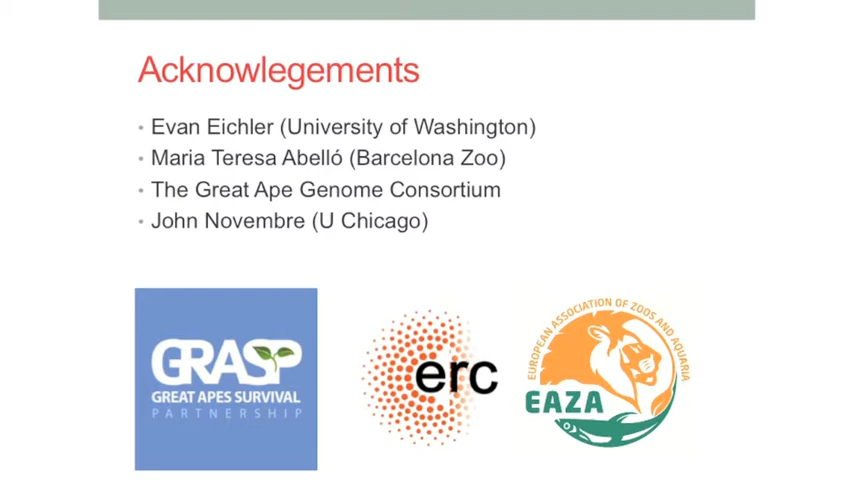 Acknowlegements
• Evan Eichler (University of Washington)
• Maria Teresa Abelló (Barcelona Zoo)
• The Great Ape Genome Consortium
• John Novembre (U Chicago)
GRASP
GREAT APES SURVIVAL
PARTNERSHIP
erc
EUROPEAN ASSOCIATION OF ZOOS AND AQUARIA
EAZA